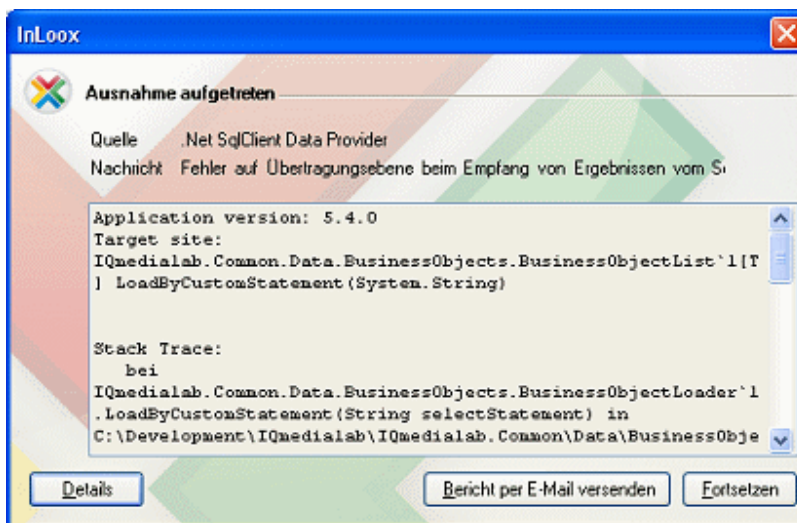 InLoox
Ausnahme aufgetreten
Quelle .Net SqlClient Data Provider
Nachricht Fehler auf Übertragungsebene beim Empfang von Ergebnissen vom
Application version: 5.4.0
Target site:
IQmedialab.Common.Data.BusinessObjects.BusinessObjectList`1[T
] LoadByCustomStatement(System.String)
Stack Trace:
bei
IQmedialab.Common.Data.BusinessObjects.BusinessObjectLoader`1
.LoadByCustomStatement(String selectStatement) in
C:\Development\IQmedialab\IQmedialab.Common\Data\BusinessObje
Details
Bericht per E-Mail versenden
Fortsetzen